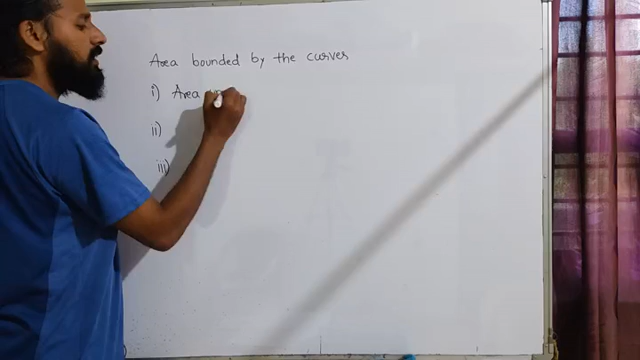 Area bounded by the curves
i) Area
ii)
iii)